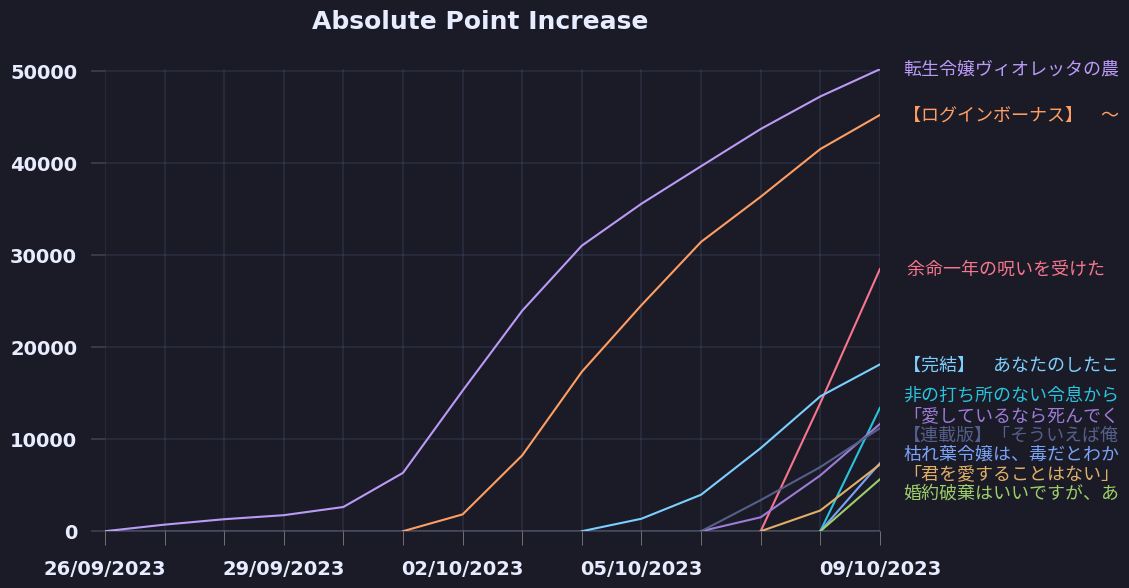 Absolute Point Increase
50000
40000
30000
20000
10000
0
26/09/2023
29/09/2023
02/10/2023
05/10/2023
09/10/2023
転生令嬢ヴィオレッタの農
【ログインボーナス】　～
余命一年の呪いを受けた
【完結】　あなたのしたこ
非の打ち所のない令息から
「愛しているなら死んでく
【連載版】「そういえば俺
枯れ葉令嬢は、毒だとわか
「君を愛することはない」
婚約破棄はいいですが、あ